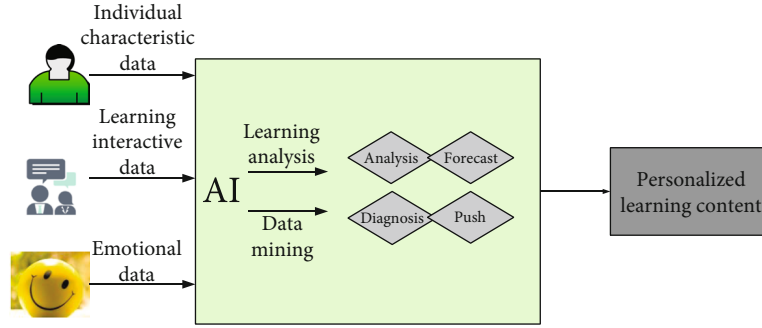 Individual
characteristic
data
Learning
interactive
data
Emotional
data
AI
Learning
analysis
Data
mining
Analysis
Forecast
Diagnosis
Push
Personalized
learning content